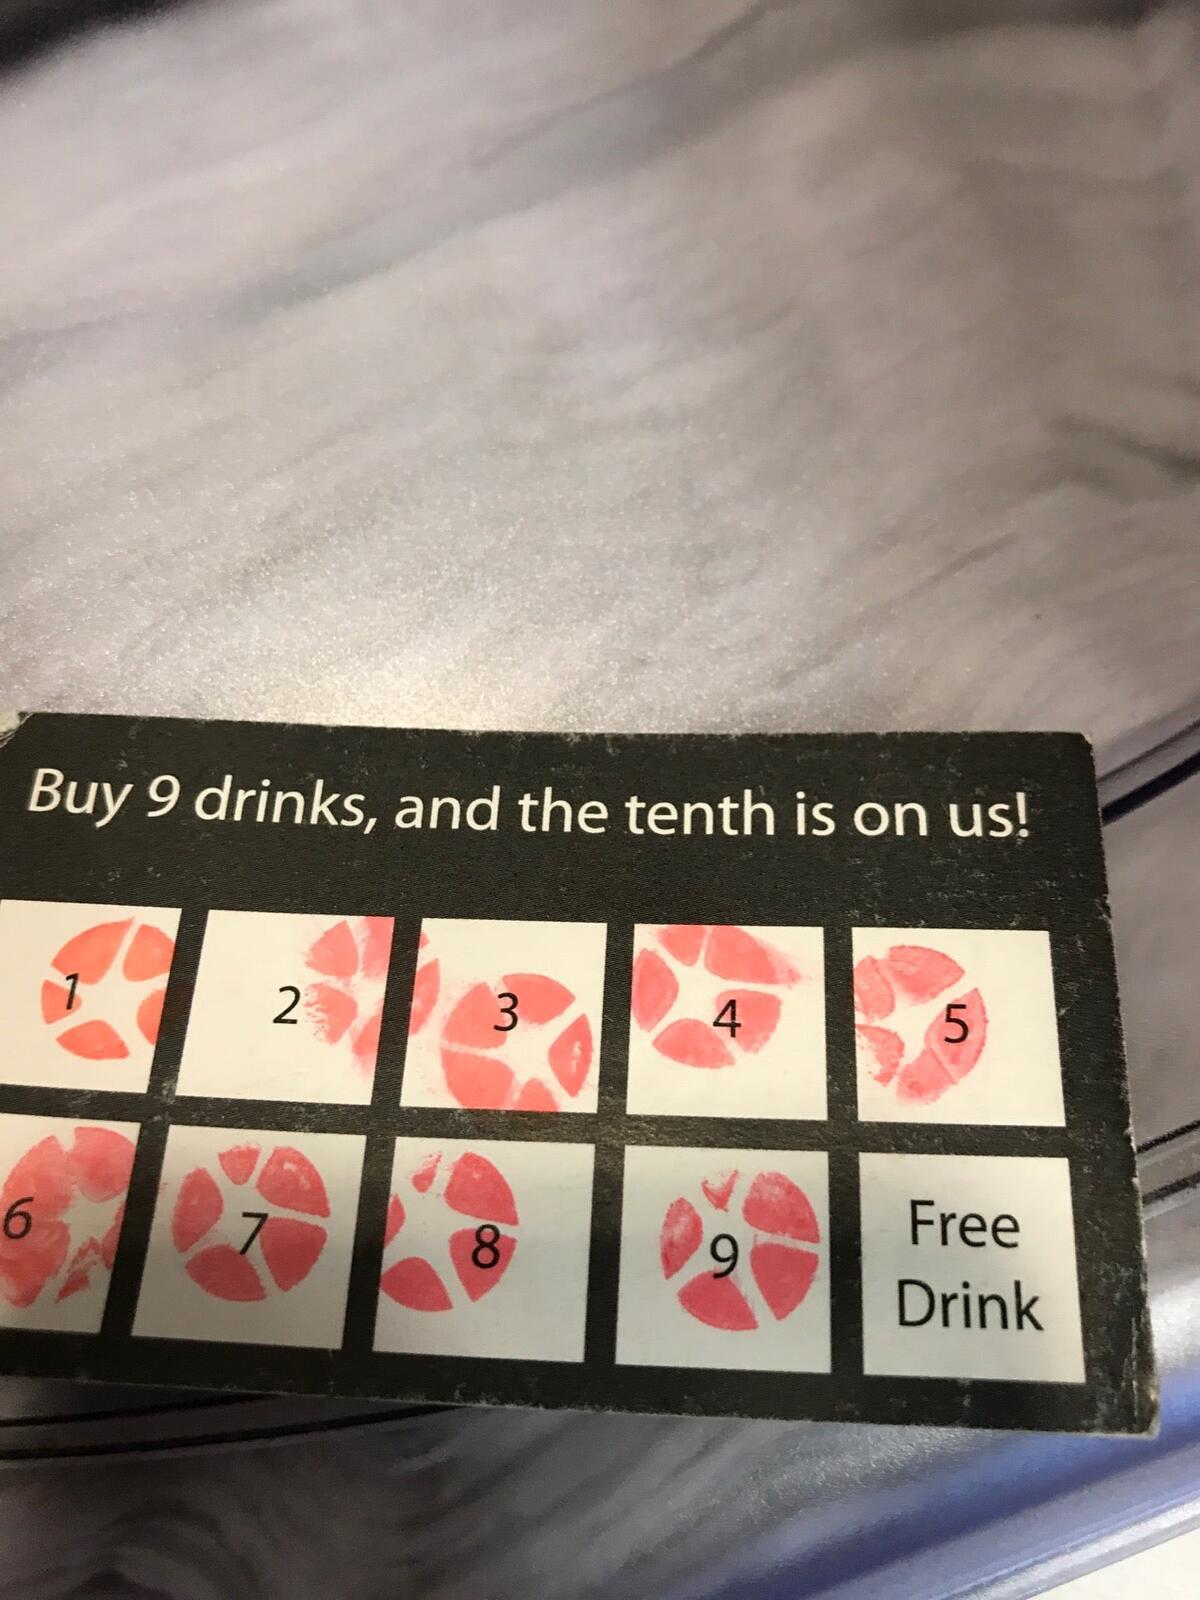 Buy 9 drinks, and the tenth is on us!
1 2 3 4 5
6 7 8 9 Free
Drink